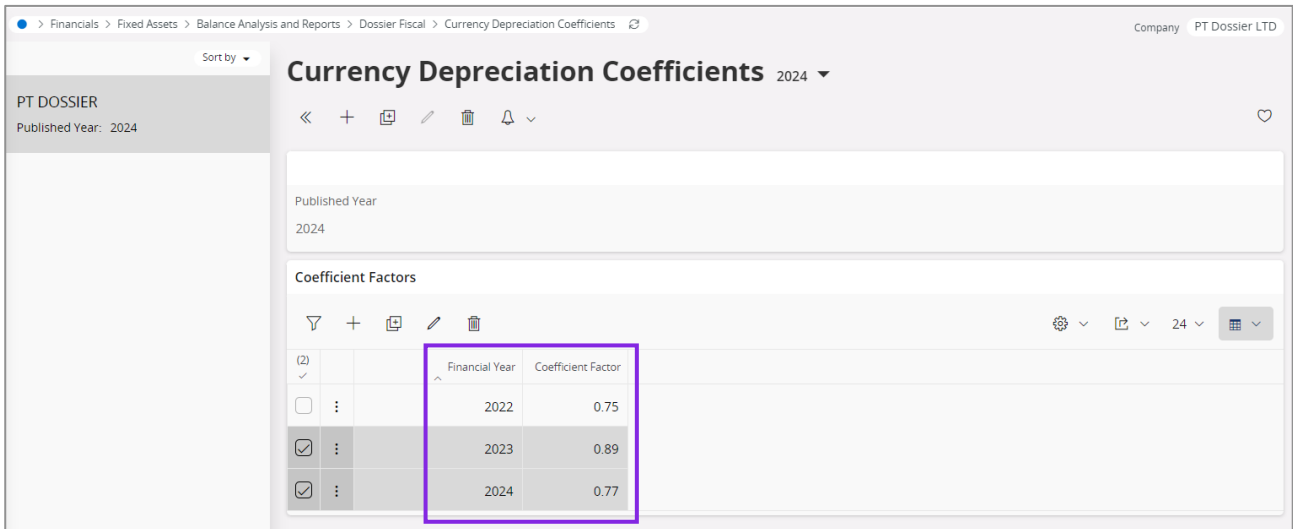 > Financials > Fixed Assets > Balance Analysis and Reports > Dossier Fiscal > Currency Depreciation Coefficients
Company PT Dossier LTD
Sort by
PT DOSSIER
Published Year: 2024
Currency Depreciation Coefficients 2024
Published Year
2024
Coefficient Factors
24
(2) Financial Year Coefficient Factor
2022 0.75
2023 0.89
2024 0.77